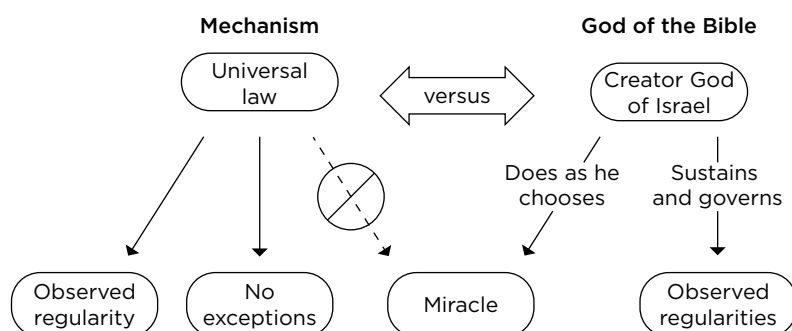 Mechanism
God of the Bible
Universal
law
versus
Creator God
of Israel
Does as he
chooses
Sustains
and governs
Observed
regularity
No
exceptions
Miracle
Observed
regularities